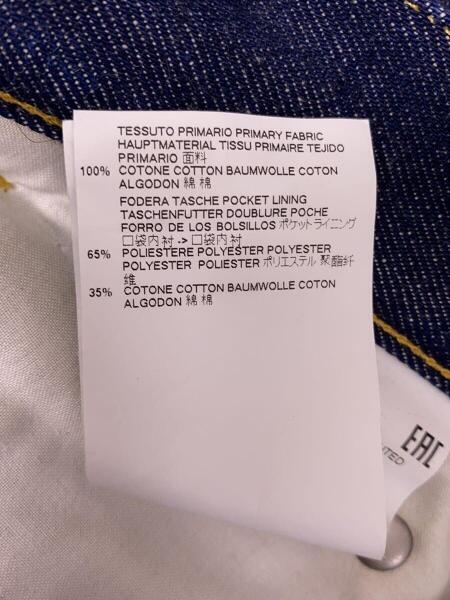 TESSUTO PRIMARIO PRIMARY FABRIC
HAUPTMATERIAL TISSU PRIMAIRE TEJIDO
PRIMARIO 面料
100% COTONE COTTON BAUMWOLLE COTON
ALGODON 綿 棉
FODERA TASCHE POCKET LINING
TASCHENFUTTER DOUBLURE POCHE
FORRO DE LOS BOLSILLOS ポケットライニング
口袋内衬 -> 口袋内衬
65% POLIESTERE POLYESTER POLYESTER
POLYESTER POLIESTER ポリエステル 聚酯纤
维
35% COTONE COTTON BAUMWOLLE COTON
ALGODON 綿 棉
EAC